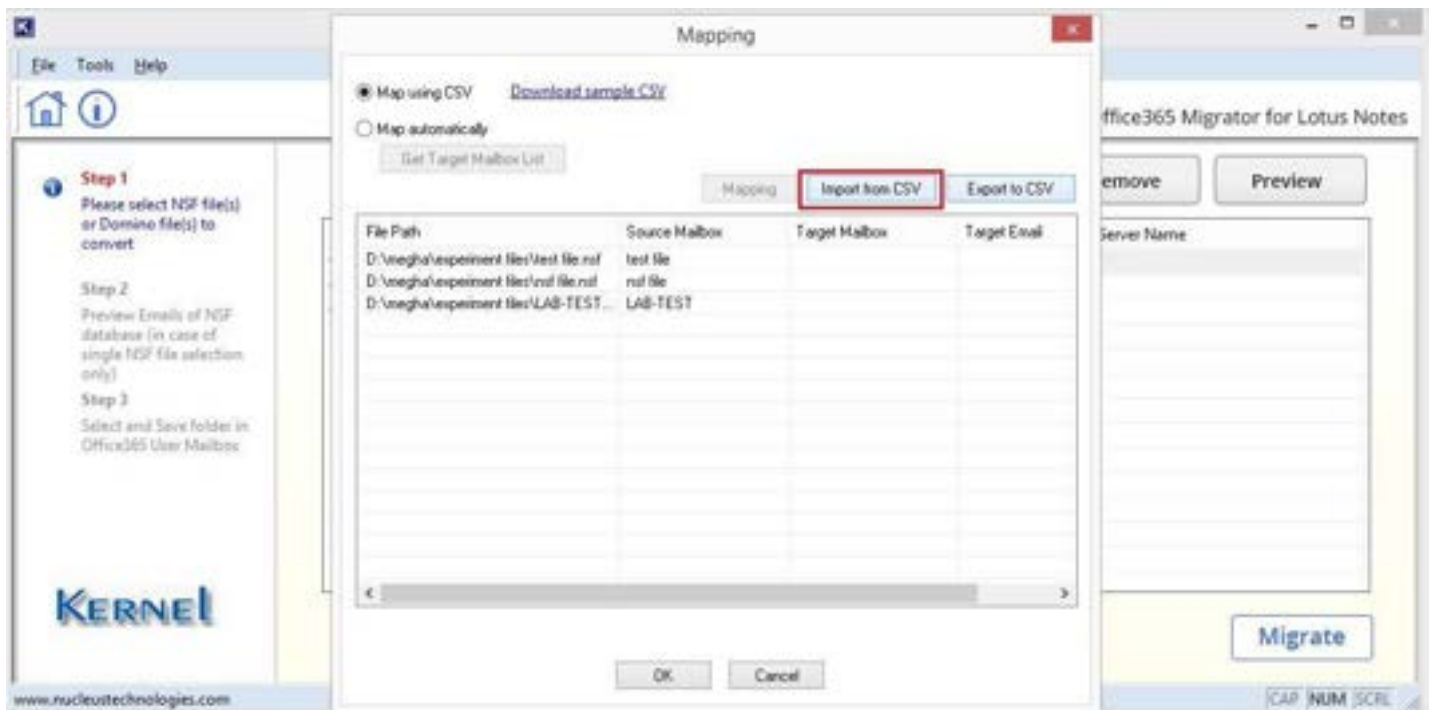 Mapping
File Tools Help
Map using CSV Download sample CSV
Map automatically
Get Target Mailbox List
ffice365 Migrator for Lotus Notes
Mapping Import from CSV Export to CSV
emove Preview
Step 1
Please select NSF file(s)
or Domino file(s) to
convert
Step 2
Preview Emails of NSF
database (in case of
single NSF file selection
only)
Step 3
Select and Save folder in
Office365 User Mailbox
File Path Source Mailbox Target Mailbox Target Email
D:\megha\experiment files\test file.nsf test file
D:\megha\experiment files\nsf file.nsf nsf file
D:\megha\experiment files\LAB-TEST... LAB-TEST
Server Name
KERNEL
Migrate
OK Cancel
www.nucleustechnologies.com
CAP NUM SCRL